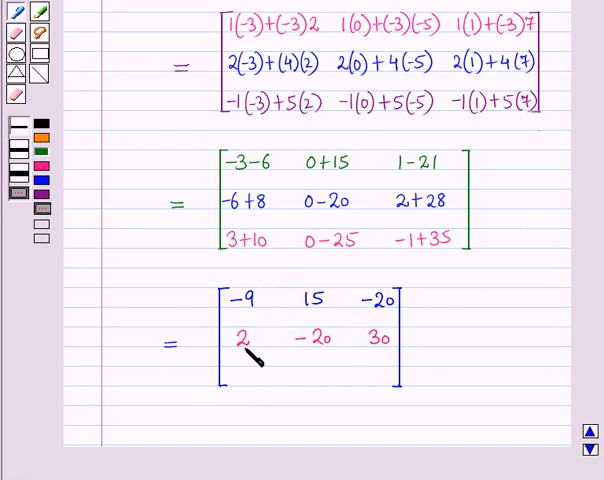 1(-3)+(-3)2 1(0)+(-3)(-5) 1(1)+(-3)7
= 2(-3)+(4)(2) 2(0)+4(-5) 2(1)+4(7)
-1(-3)+5(2) -1(0)+5(-5) -1(1)+5(7)
-3-6 0+15 1-21
= -6+8 0-20 2+28
3+10 0-25 -1+35
-9 15 -20
= 2 -20 30